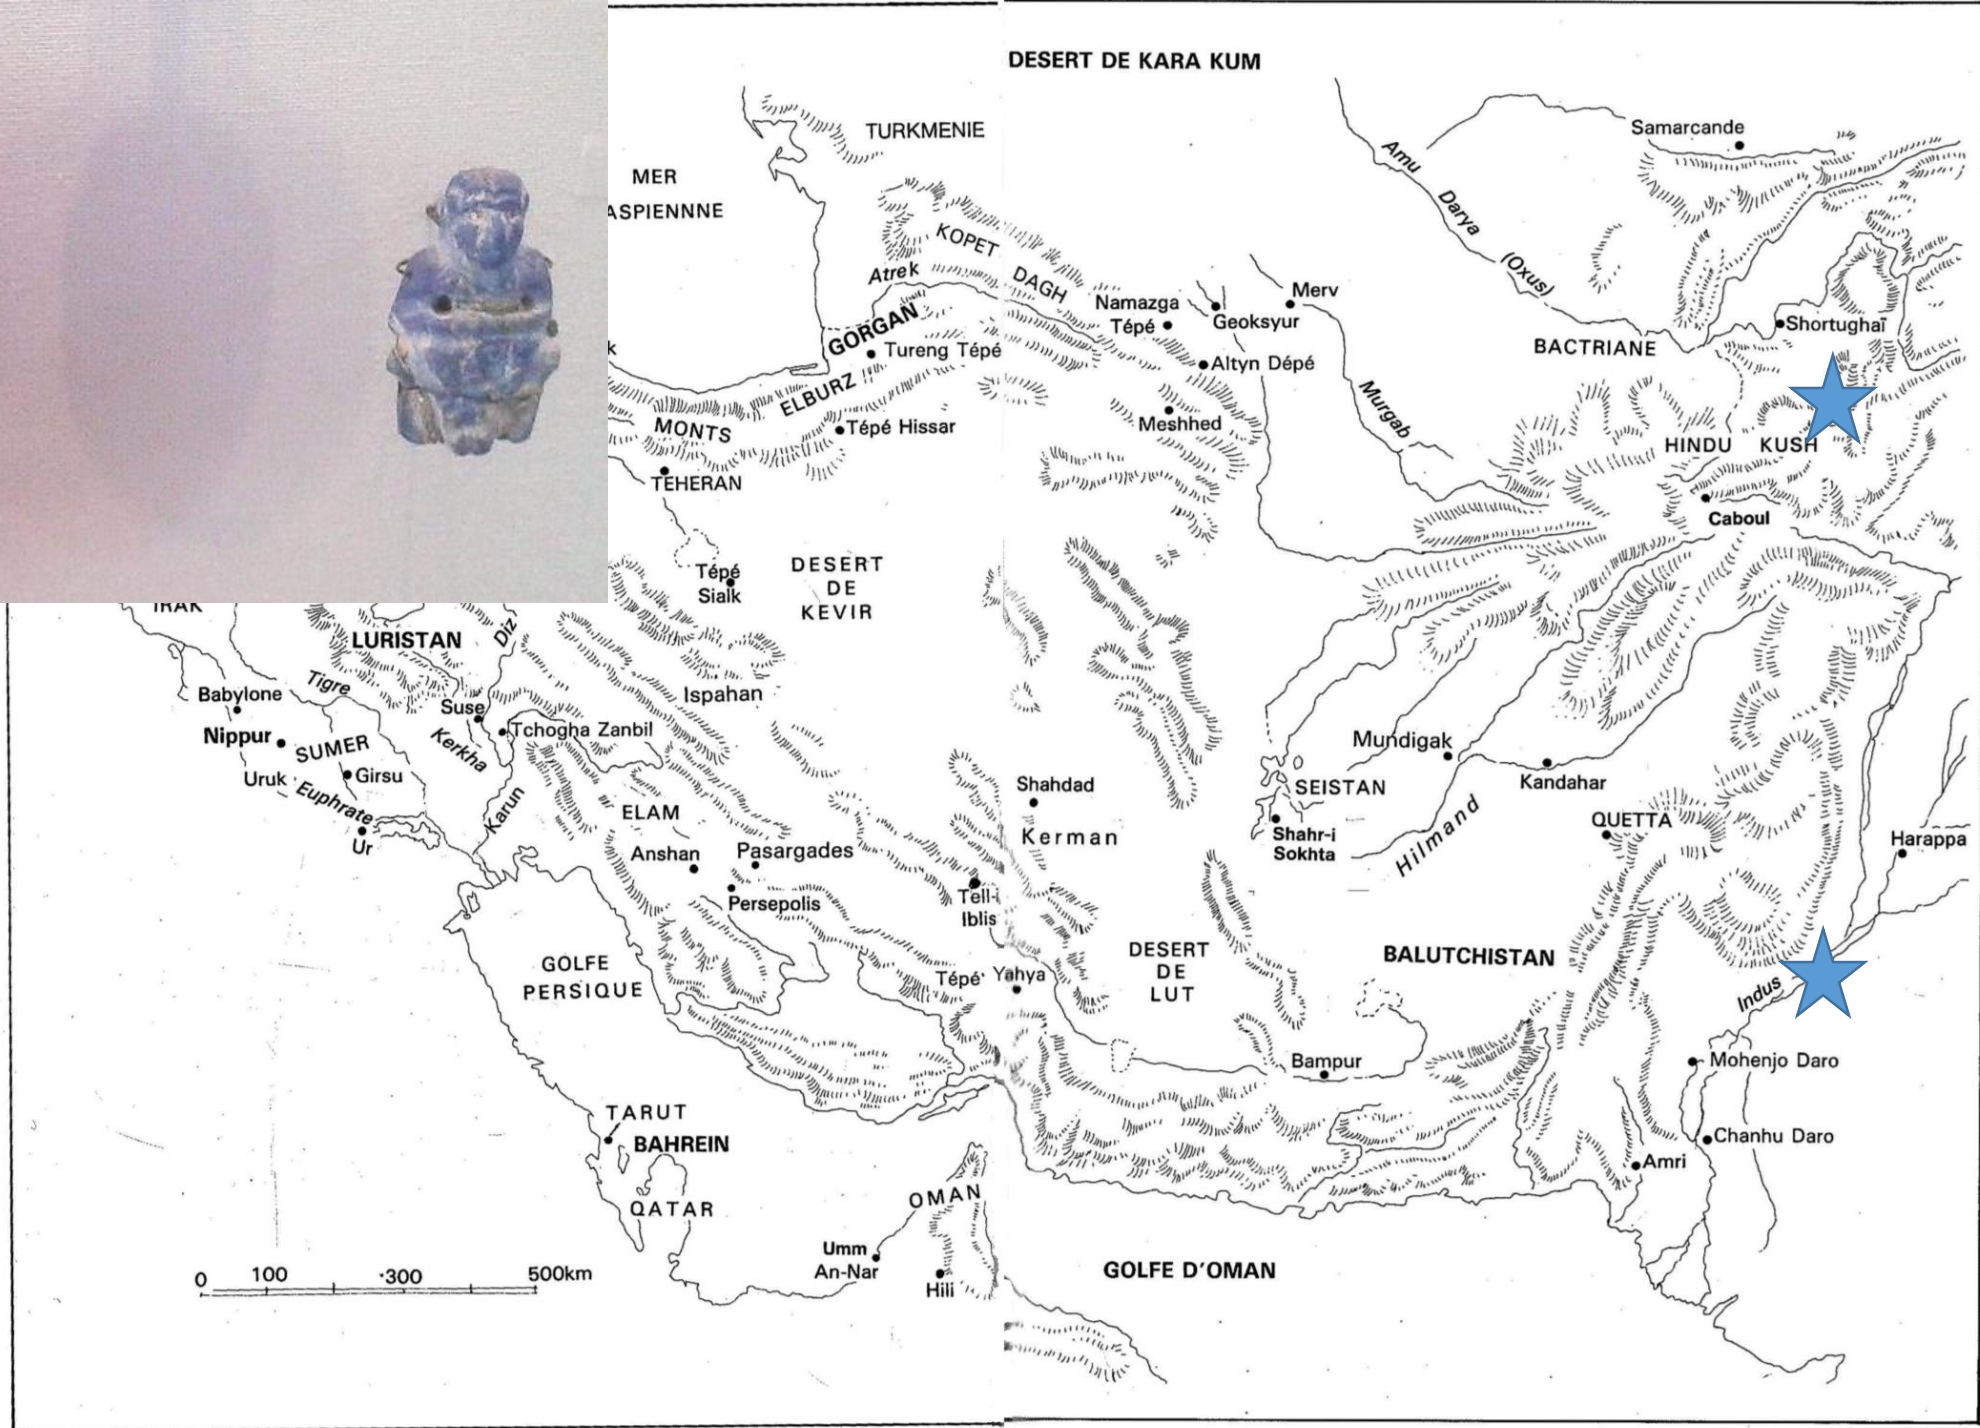 DESERT DE KARA KUM
TURKMENIE
Samarcande
MER
ASPIENNNE
Amu
Darya
(Oxus)
KOPET
DAGH
Atrek
Namazga
Tépé
Merv
Geoksyur
GORGAN
Tureng Tépé
Altyn Dépé
Shortughaï
BACTRIANE
k
ELBURZ
MONTS
Tépé Hissar
Meshhed
Murgab
HINDU KUSH
TEHERAN
Caboul
Tépé
Sialk
DESERT
DE
KEVIR
IRAK
LURISTAN
Diz
Tigre
Babylone
Suse
Ispahan
Nippur
SUMER
Kerkha
Tchogha Zanbil
Mundigak
Uruk
Girsu
Euphrate
Ur
Karun
ELAM
Shahdad
Kerman
SEISTAN
Kandahar
Shahr-i
Sokhta
Hilmand
QUETTA
Harappa
Anshan
Pasargades
Persepolis
Tell-i
Iblis
GOLFE
PERSIQUE
Tépé Yahya
DESERT
DE
LUT
BALUTCHISTAN
Indus
Bampur
Mohenjo Daro
TARUT
BAHREIN
Chanhu Daro
Amri
QATAR
OMAN
Umm
An-Nar
Hili
GOLFE D'OMAN
0 100 300 500km